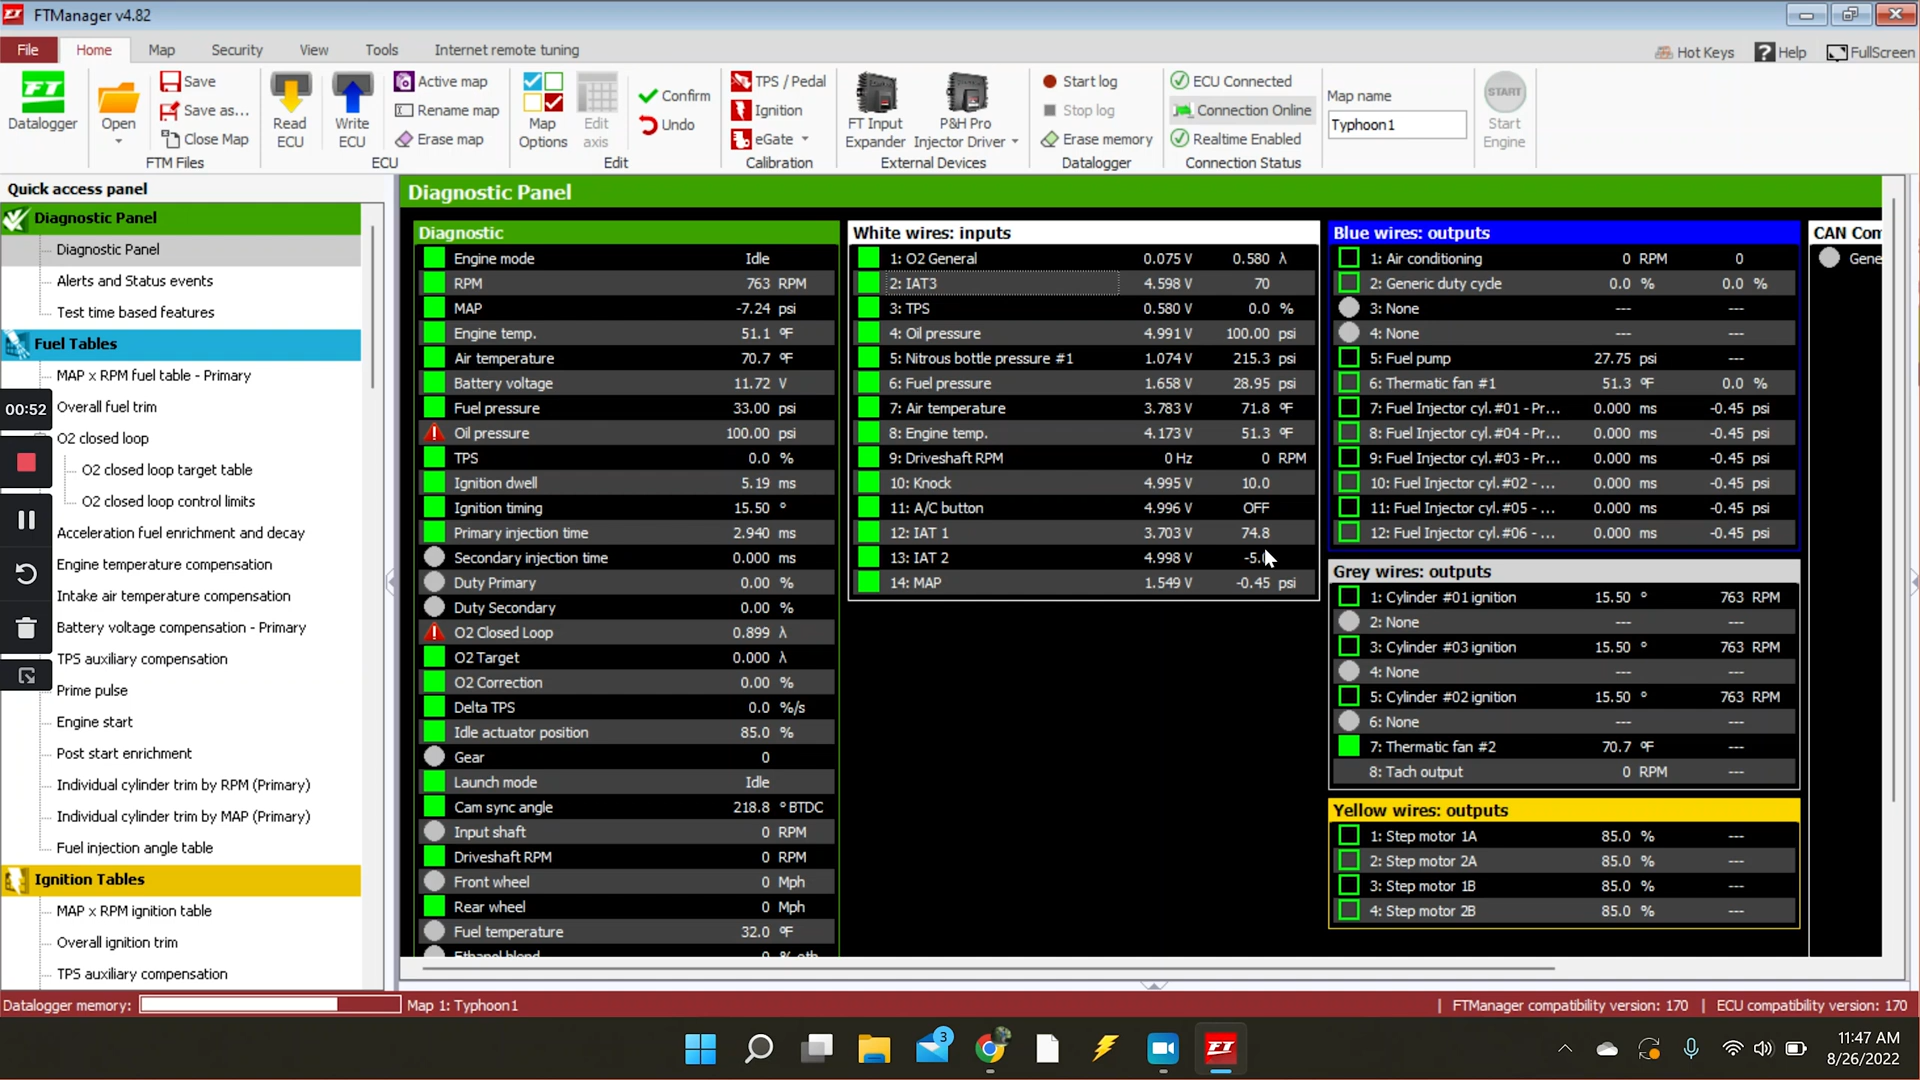 FTManager v4.82
File Home Map Security View Tools Internet remote tuning Hot Keys Help FullScreen
Datalogger
Open
Save
Save as...
Close Map
FTM Files
Read ECU
Write ECU
Active map
Rename map
Erase map
ECU
Map Options
Edit axis
Confirm
Undo
Edit
TPS / Pedal
Ignition
eGate
Calibration
FT Input Expander
P&H Pro Injector Driver
External Devices
Start log
Stop log
Erase memory
Datalogger
ECU Connected
Connection Online
Realtime Enabled
Connection Status
Map name
Typhoon1
START
Start Engine
Quick access panel
Diagnostic Panel
Diagnostic Panel
Alerts and Status events
Test time based features
Fuel Tables
MAP x RPM fuel table - Primary
00:52
Overall fuel trim
O2 closed loop
O2 closed loop target table
O2 closed loop control limits
Acceleration fuel enrichment and decay
Engine temperature compensation
Intake air temperature compensation
Battery voltage compensation - Primary
TPS auxiliary compensation
Prime pulse
Engine start
Post start enrichment
Individual cylinder trim by RPM (Primary)
Individual cylinder trim by MAP (Primary)
Fuel injection angle table
Ignition Tables
MAP x RPM ignition table
Overall ignition trim
TPS auxiliary compensation
Diagnostic Panel
Diagnostic
Engine mode Idle
RPM 763 RPM
MAP -7.24 psi
Engine temp. 51.1 ºF
Air temperature 70.7 ºF
Battery voltage 11.72 V
Fuel pressure 33.00 psi
Oil pressure 100.00 psi
TPS 0.0 %
Ignition dwell 5.19 ms
Ignition timing 15.50 °
Primary injection time 2.940 ms
Secondary injection time 0.000 ms
Duty Primary 0.00 %
Duty Secondary 0.00 %
O2 Closed Loop 0.899 λ
O2 Target 0.000 λ
O2 Correction 0.00 %
Delta TPS 0.0 %/s
Idle actuator position 85.0 %
Gear 0
Launch mode Idle
Cam sync angle 218.8 °BTDC
Input shaft 0 RPM
Driveshaft RPM 0 RPM
Front wheel 0 Mph
Rear wheel 0 Mph
Fuel temperature 32.0 ºF
Ethanol blend 0 % eth
White wires: inputs
1: O2 General 0.075 V 0.580 λ
2: IAT3 4.598 V 70
3: TPS 0.580 V 0.0 %
4: Oil pressure 4.991 V 100.00 psi
5: Nitrous bottle pressure #1 1.074 V 215.3 psi
6: Fuel pressure 1.658 V 28.95 psi
7: Air temperature 3.783 V 71.8 ºF
8: Engine temp. 4.173 V 51.3 ºF
9: Driveshaft RPM 0 Hz 0 RPM
10: Knock 4.995 V 10.0
11: A/C button 4.996 V OFF
12: IAT 1 3.703 V 74.8
13: IAT 2 4.998 V -5.
14: MAP 1.549 V -0.45 psi
Blue wires: outputs
1: Air conditioning 0 RPM 0
2: Generic duty cycle 0.0 % 0.0 %
3: None --- ---
4: None --- ---
5: Fuel pump 27.75 psi ---
6: Thermatic fan #1 51.3 ºF 0.0 %
7: Fuel Injector cyl. #01 - Pr... 0.000 ms -0.45 psi
8: Fuel Injector cyl. #04 - Pr... 0.000 ms -0.45 psi
9: Fuel Injector cyl. #03 - Pr... 0.000 ms -0.45 psi
10: Fuel Injector cyl. #02 - ... 0.000 ms -0.45 psi
11: Fuel Injector cyl. #05 - ... 0.000 ms -0.45 psi
12: Fuel Injector cyl. #06 - ... 0.000 ms -0.45 psi
Grey wires: outputs
1: Cylinder #01 ignition 15.50 ° 763 RPM
2: None --- ---
3: Cylinder #03 ignition 15.50 ° 763 RPM
4: None --- ---
5: Cylinder #02 ignition 15.50 ° 763 RPM
6: None --- ---
7: Thermatic fan #2 70.7 ºF ---
8: Tach output 0 RPM ---
Yellow wires: outputs
1: Step motor 1A 85.0 % ---
2: Step motor 2A 85.0 % ---
3: Step motor 1B 85.0 % ---
4: Step motor 2B 85.0 % ---
CAN Com
Gene
Datalogger memory: Map 1: Typhoon1 | FTManager compatibility version: 170 | ECU compatibility version: 170
3
FT
11:47 AM
8/26/2022